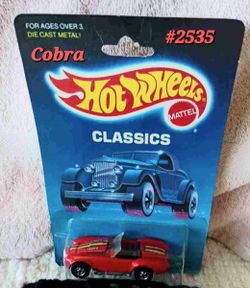 FOR AGES OVER 3.
DIE CAST METAL!
#2535
Cobra
Hot Wheels
MATTEL
CLASSICS